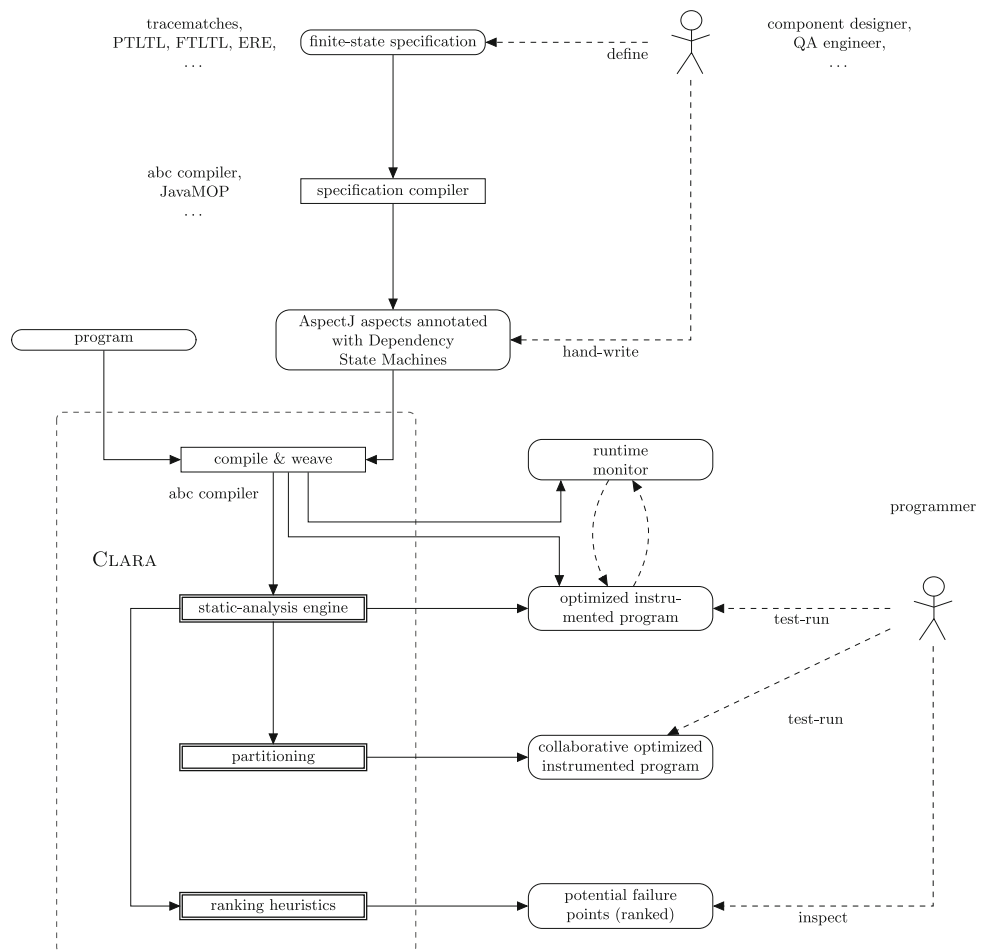 tracematches,
PTLTL, FTLTL, ERE,
...
finite-state specification
define
component designer,
QA engineer,
...
abc compiler,
JavaMOP
...
specification compiler
AspectJ aspects annotated
with Dependency
State Machines
hand-write
program
compile & weave
abc compiler
runtime
monitor
programmer
CLARA
static-analysis engine
optimized instru-
mented program
test-run
test-run
partitioning
collaborative optimized
instrumented program
ranking heuristics
potential failure
points (ranked)
inspect